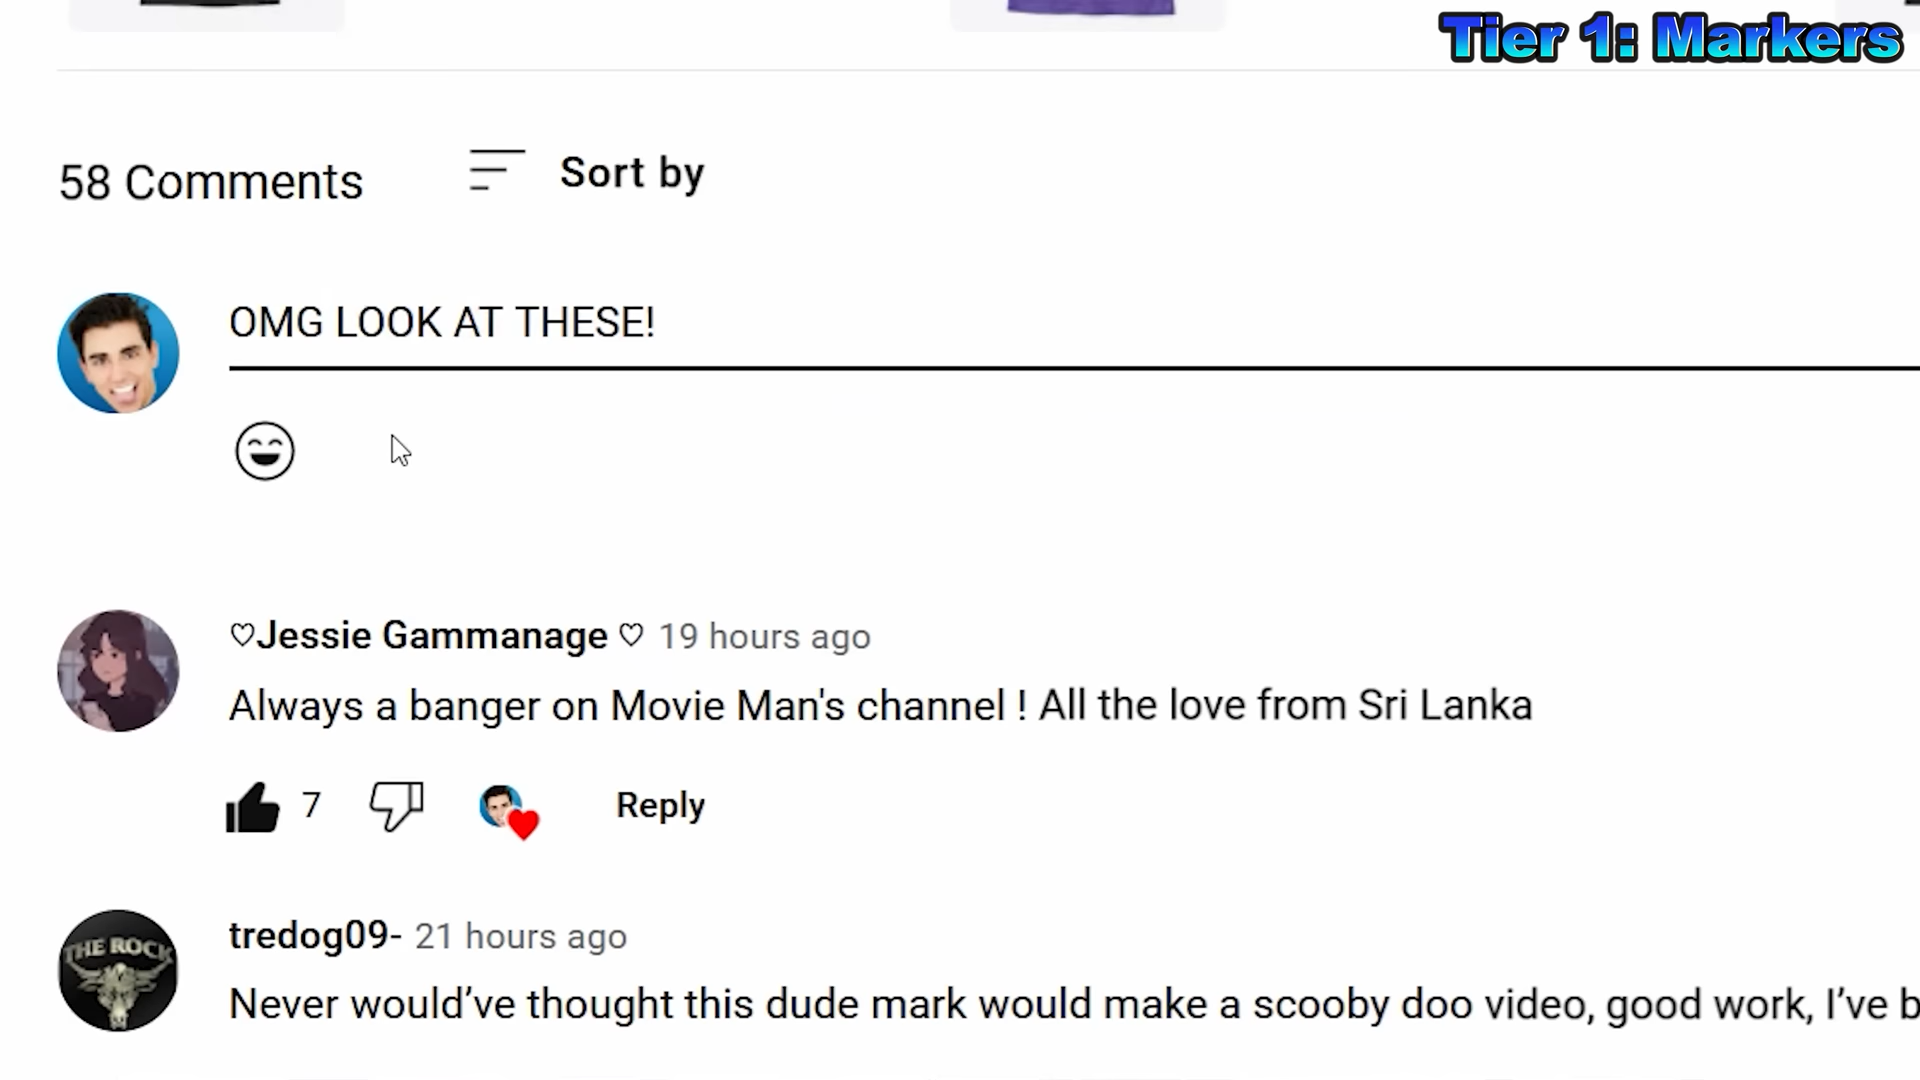 Tier 1: Markers
58 Comments
Sort by
OMG LOOK AT THESE!
♡Jessie Gammanage ♡ 19 hours ago
Always a banger on Movie Man's channel ! All the love from Sri Lanka
7
Reply
THE ROCK
tredog09- 21 hours ago
Never would’ve thought this dude mark would make a scooby doo video, good work, I’ve b